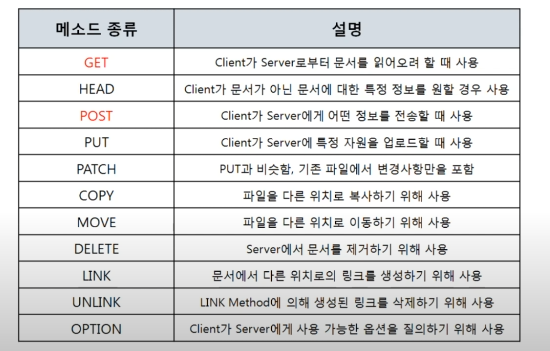 메소드 종류 설명
GET Client가 Server로부터 문서를 읽어오려 할 때 사용
HEAD Client가 문서가 아닌 문서에 대한 특정 정보를 원할 경우 사용
POST Client가 Server에게 어떤 정보를 전송할 때 사용
PUT Client가 Server에 특정 자원을 업로드할 때 사용
PATCH PUT과 비슷함, 기존 파일에서 변경사항만을 포함
COPY 파일을 다른 위치로 복사하기 위해 사용
MOVE 파일을 다른 위치로 이동하기 위해 사용
DELETE Server에서 문서를 제거하기 위해 사용
LINK 문서에서 다른 위치로의 링크를 생성하기 위해 사용
UNLINK LINK Method에 의해 생성된 링크를 삭제하기 위해 사용
OPTION Client가 Server에게 사용 가능한 옵션을 질의하기 위해 사용